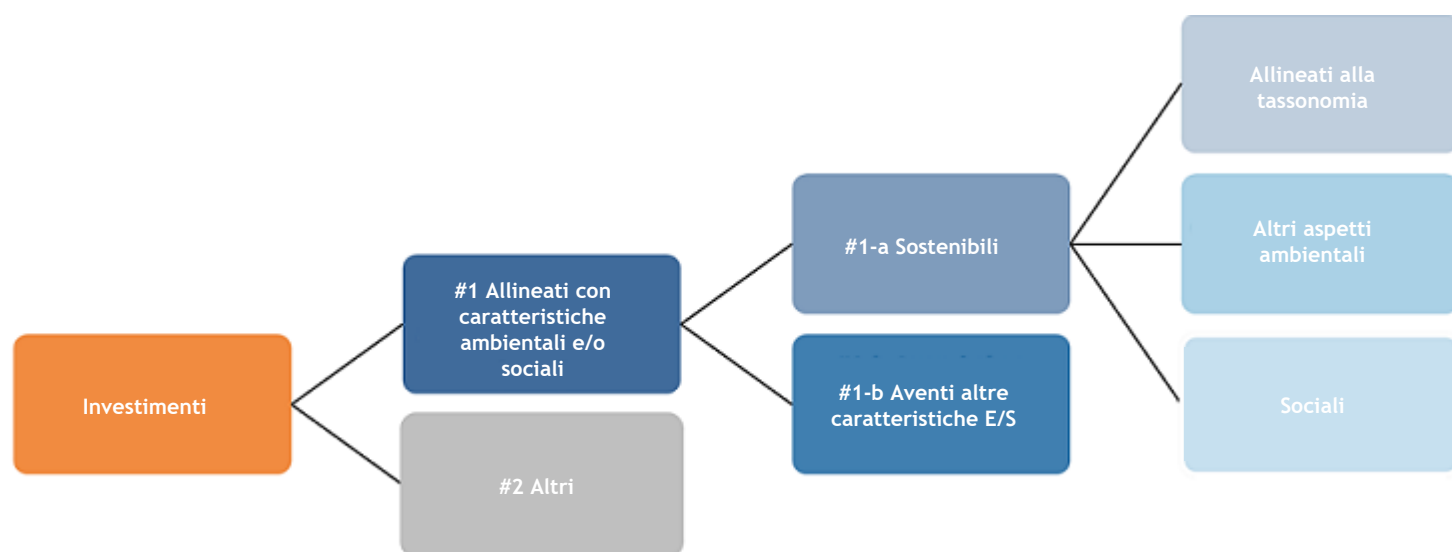 Investimenti
#1 Allineati con
caratteristiche
ambientali e/o
sociali
#2 Altri
#1-a Sostenibili
#1-b Aventi altre
caratteristiche E/S
Allineati alla
tassonomia
Altri aspetti
ambientali
Sociali